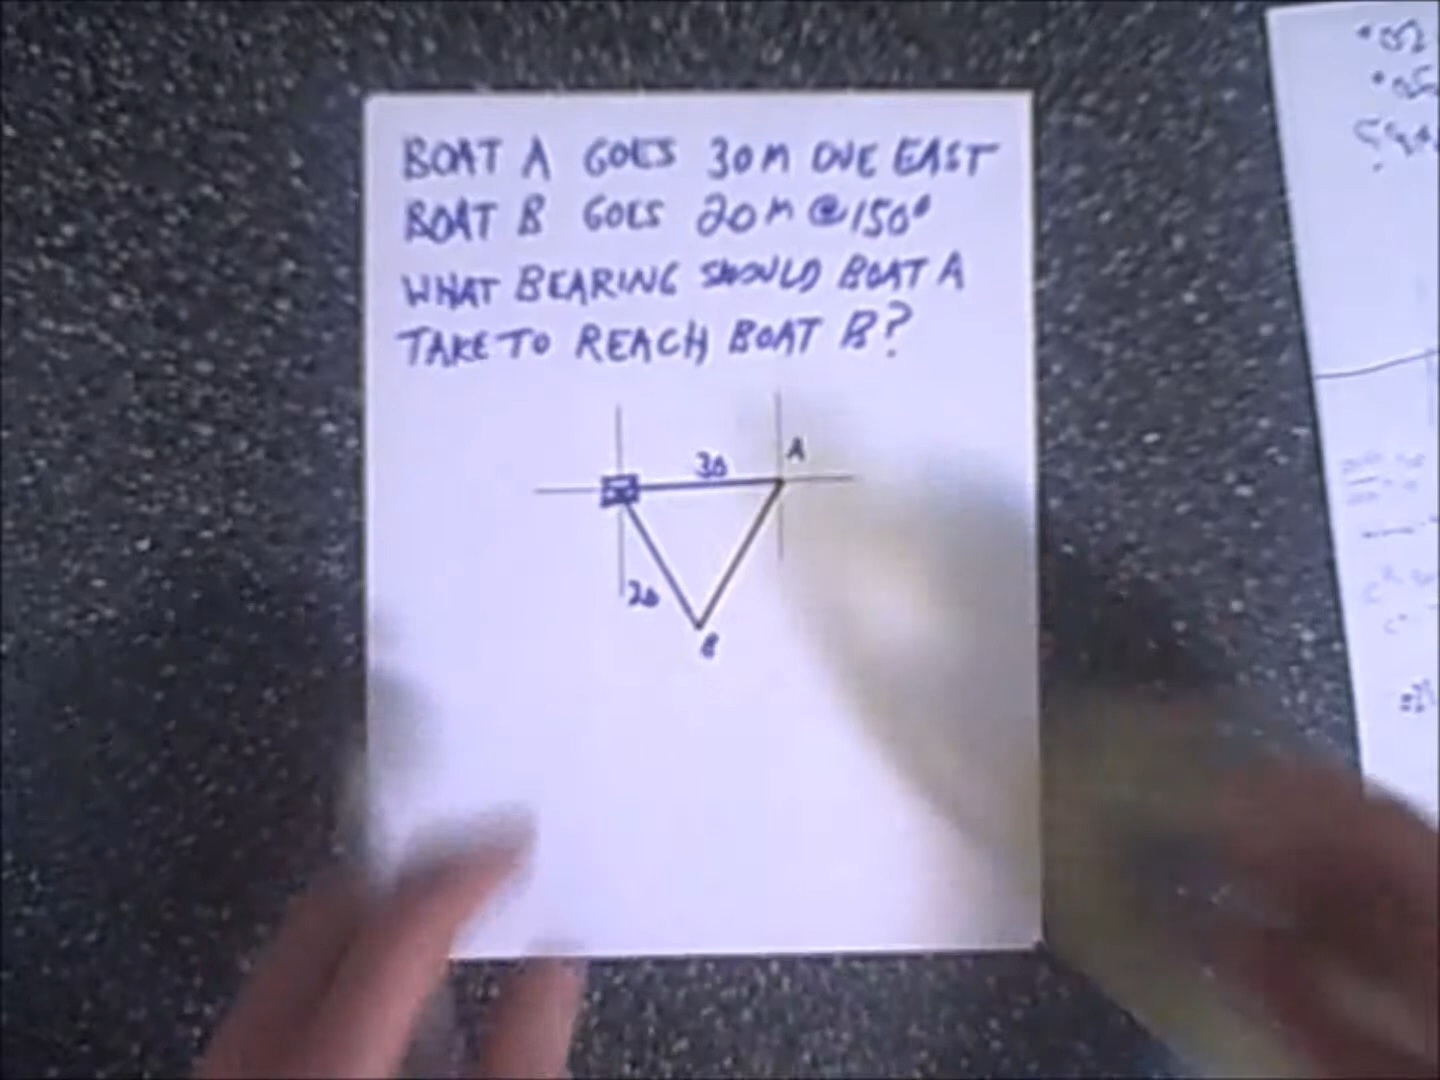 BOAT A GOES 30M DUE EAST
BOAT B GOES 20M @ 150°
WHAT BEARING SHOULD BOAT A
TAKE TO REACH BOAT B?
A
30
20
B